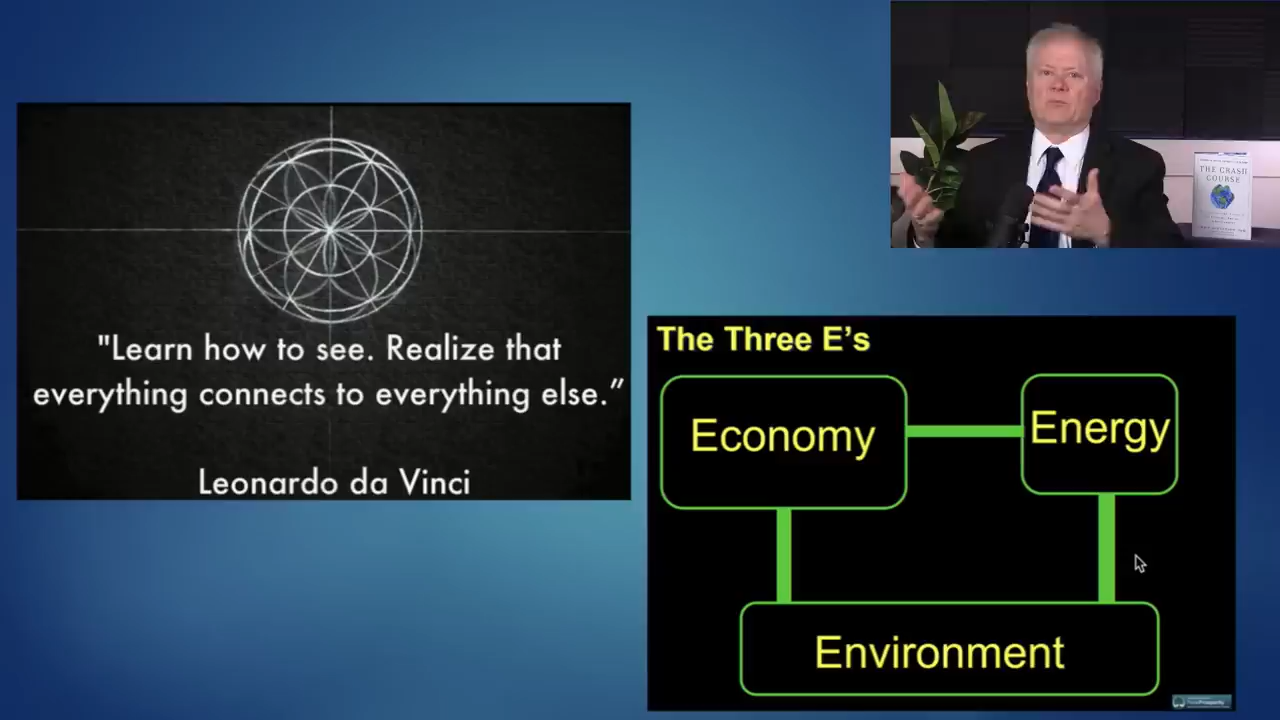 "Learn how to see. Realize that
everything connects to everything else.”
Leonardo da Vinci
THE CRASH
COURSE
The Three E’s
Economy
Energy
Environment